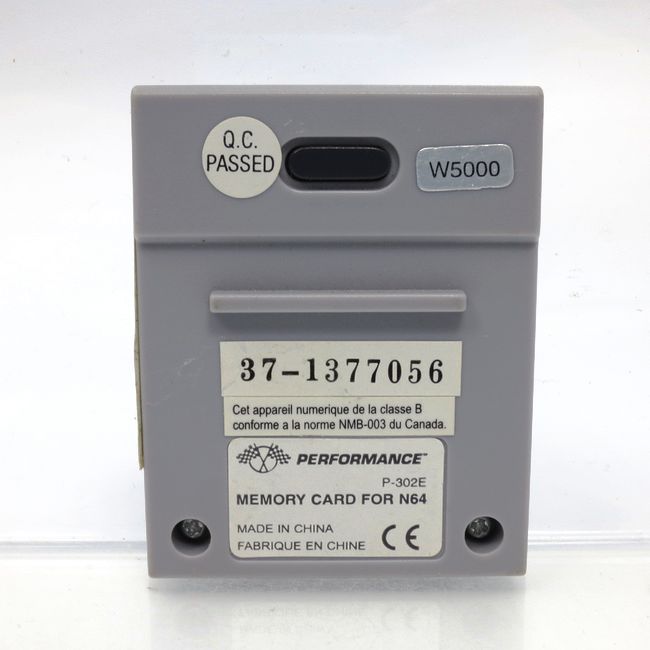 Q.C.
PASSED
W5000
37-1377056
Cet appareil numerique de la classe B
conforme a la norme NMB-003 du Canada.
PERFORMANCE™
P-302E
MEMORY CARD FOR N64
MADE IN CHINA
FABRIQUE EN CHINE
CE